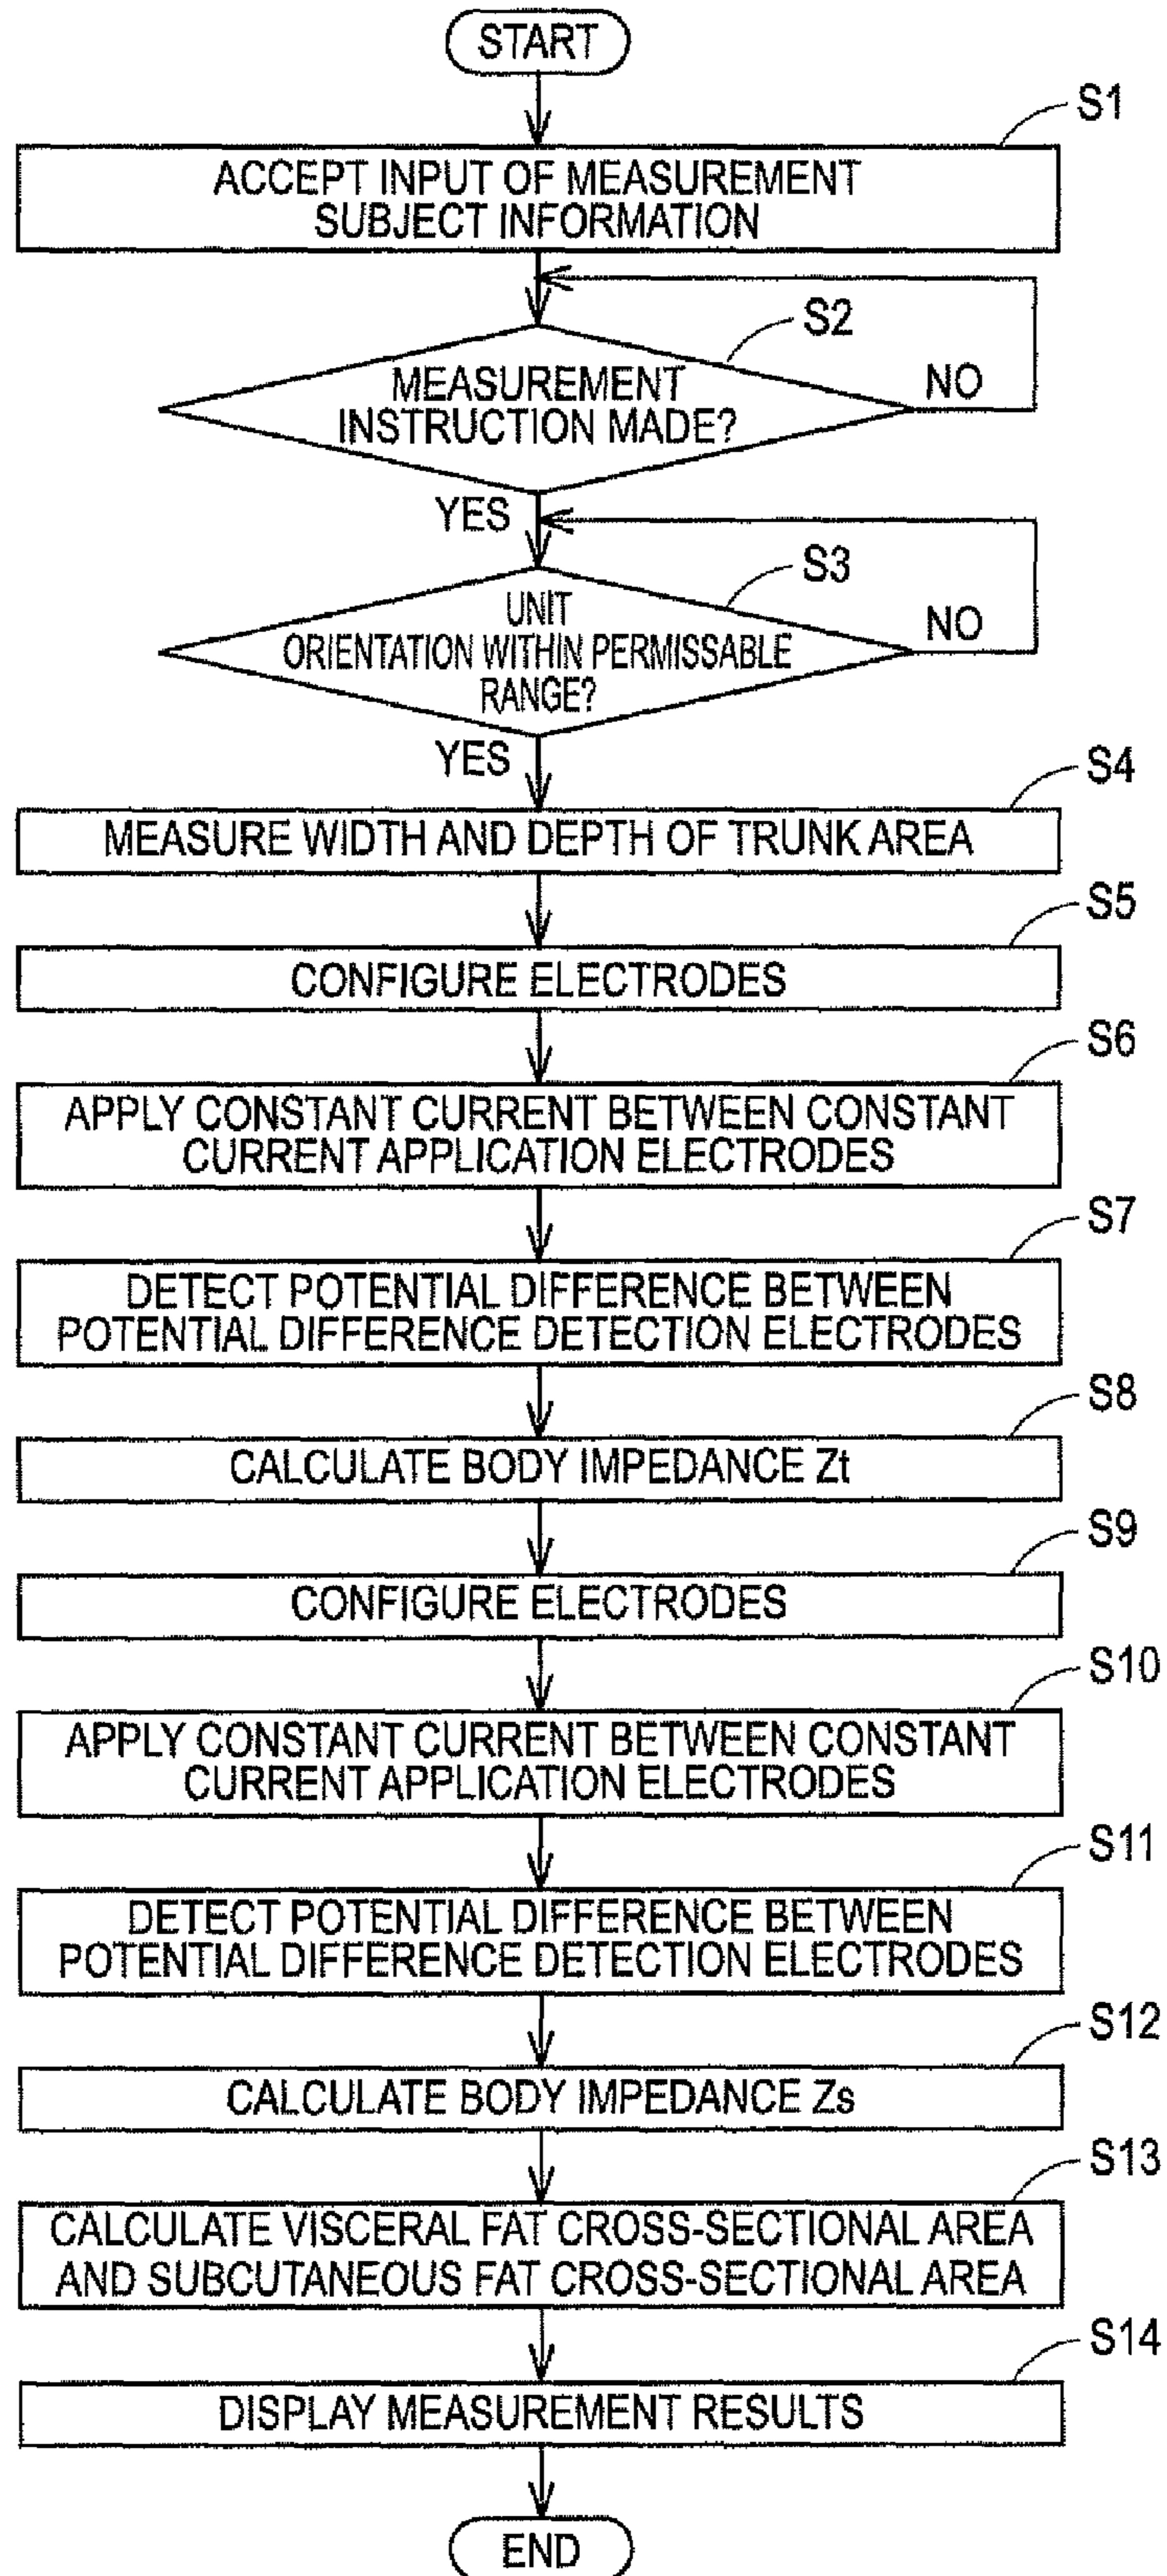 START
S1
ACCEPT INPUT OF MEASUREMENT
SUBJECT INFORMATION
S2
MEASUREMENT
INSTRUCTION MADE?
NO
YES
S3
UNIT
ORIENTATION WITHIN PERMISSABLE
RANGE?
NO
YES
S4
MEASURE WIDTH AND DEPTH OF TRUNK AREA
S5
CONFIGURE ELECTRODES
S6
APPLY CONSTANT CURRENT BETWEEN CONSTANT
CURRENT APPLICATION ELECTRODES
S7
DETECT POTENTIAL DIFFERENCE BETWEEN
POTENTIAL DIFFERENCE DETECTION ELECTRODES
S8
CALCULATE BODY IMPEDANCE Zt
S9
CONFIGURE ELECTRODES
S10
APPLY CONSTANT CURRENT BETWEEN CONSTANT
CURRENT APPLICATION ELECTRODES
S11
DETECT POTENTIAL DIFFERENCE BETWEEN
POTENTIAL DIFFERENCE DETECTION ELECTRODES
S12
CALCULATE BODY IMPEDANCE Zs
S13
CALCULATE VISCERAL FAT CROSS-SECTIONAL AREA
AND SUBCUTANEOUS FAT CROSS-SECTIONAL AREA
S14
DISPLAY MEASUREMENT RESULTS
END